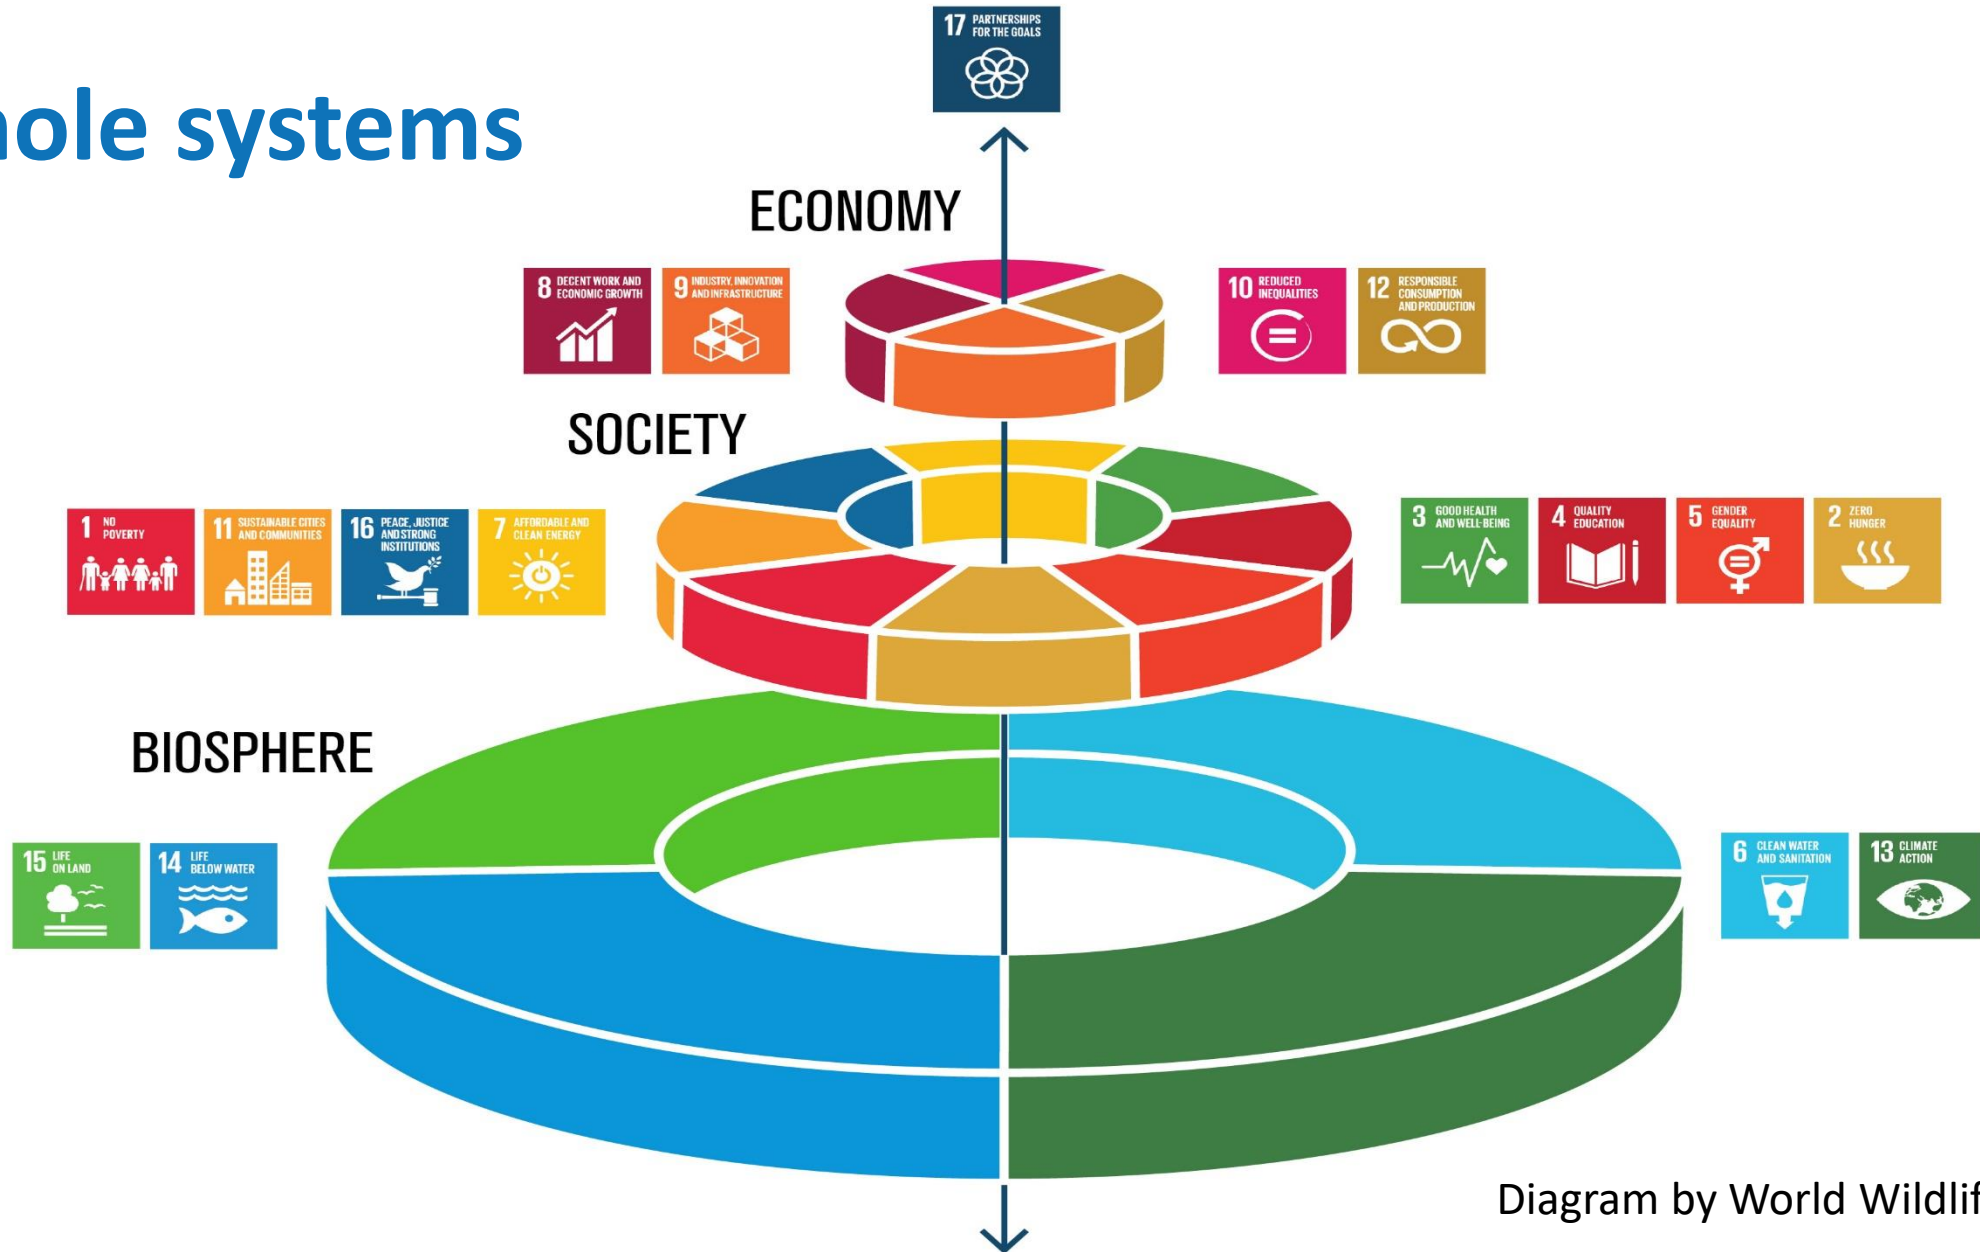 17 PARTNERSHIPS
FOR THE GOALS
hole systems
ECONOMY
8 DECENT WORK AND
ECONOMIC GROWTH
9 INDUSTRY, INNOVATION
AND INFRASTRUCTURE
10 REDUCED
INEQUALITIES
12 RESPONSIBLE
CONSUMPTION
AND PRODUCTION
SOCIETY
1 NO
POVERTY
11 SUSTAINABLE CITIES
AND COMMUNITIES
16 PEACE, JUSTICE
AND STRONG
INSTITUTIONS
7 AFFORDABLE AND
CLEAN ENERGY
3 GOOD HEALTH
AND WELL-BEING
4 QUALITY
EDUCATION
5 GENDER
EQUALITY
2 ZERO
HUNGER
BIOSPHERE
15 LIFE
ON LAND
14 LIFE
BELOW WATER
6 CLEAN WATER
AND SANITATION
13 CLIMATE
ACTION
Diagram by World Wildlif